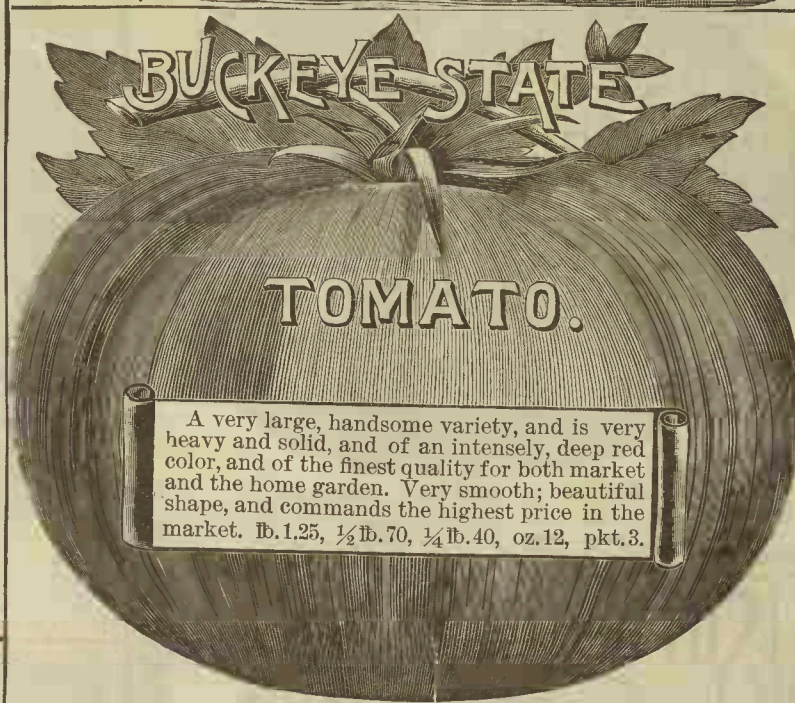 BUCKEYE STATE
TOMATO.
A very large, handsome variety, and is very
heavy and solid, and of an intensely, deep red
color, and of the finest quality for both market
and the home garden. Very smooth; beautiful
shape, and commands the highest price in the
market. ℔.1.25, ½℔.70, ¼℔.40, oz.12, pkt.3.